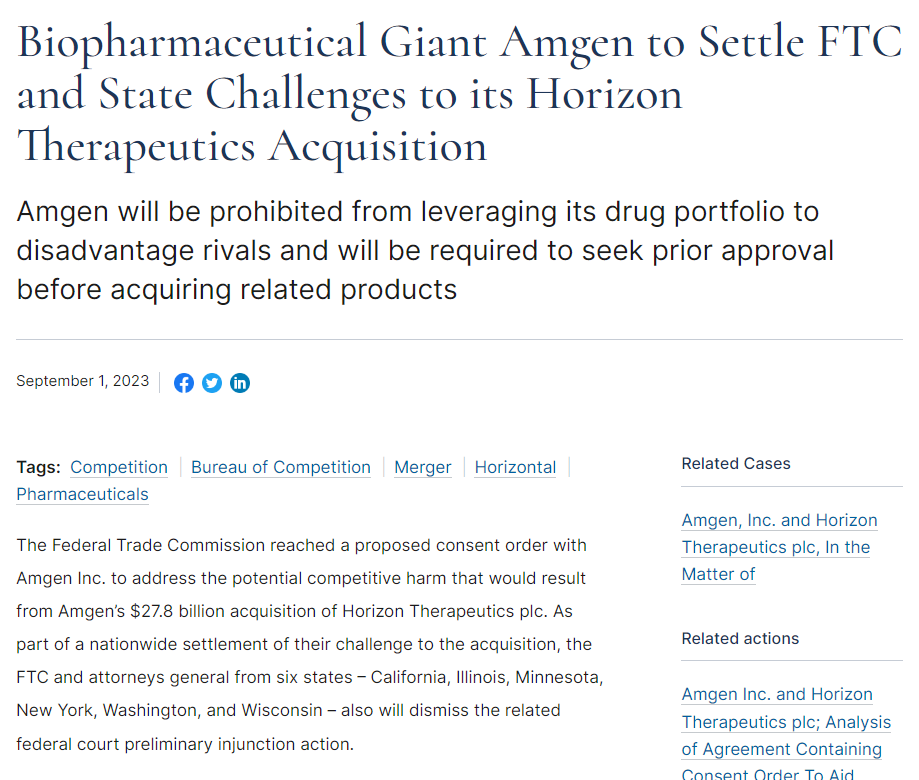 Biopharmaceutical Giant Amgen to Settle FTC
and State Challenges to its Horizon
Therapeutics Acquisition
Amgen will be prohibited from leveraging its drug portfolio to
disadvantage rivals and will be required to seek prior approval
before acquiring related products
September 1, 2023
Tags: Competition | Bureau of Competition | Merger | Horizontal |
Pharmaceuticals
The Federal Trade Commission reached a proposed consent order with
Amgen Inc. to address the potential competitive harm that would result
from Amgen’s $27.8 billion acquisition of Horizon Therapeutics plc. As
part of a nationwide settlement of their challenge to the acquisition, the
FTC and attorneys general from six states – California, Illinois, Minnesota,
New York, Washington, and Wisconsin – also will dismiss the related
federal court preliminary injunction action.
Related Cases
Amgen, Inc. and Horizon
Therapeutics plc, In the
Matter of
Related actions
Amgen Inc. and Horizon
Therapeutics plc; Analysis
of Agreement Containing
Consent Order To Aid